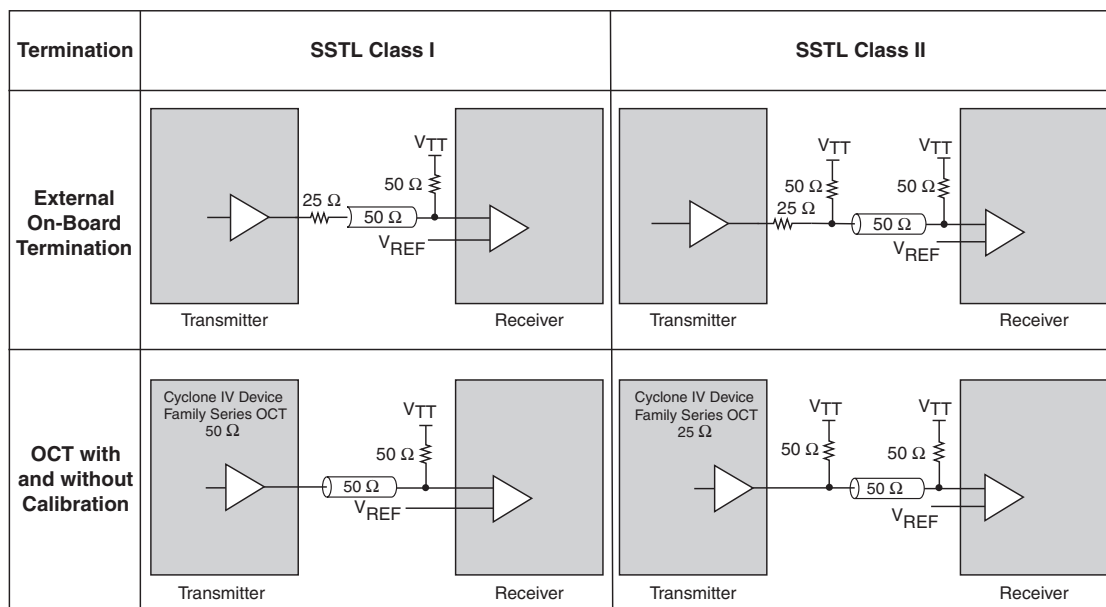 Termination
SSTL Class I
SSTL Class II
External
On-Board
Termination
VTT
50 Ω
25 Ω
50 Ω
VREF
Transmitter
Receiver
VTT
VTT
50 Ω
50 Ω
25 Ω
50 Ω
VREF
Transmitter
Receiver
OCT with
and without
Calibration
Cyclone IV Device
Family Series OCT
50 Ω
VTT
50 Ω
50 Ω
VREF
Transmitter
Receiver
Cyclone IV Device
Family Series OCT
25 Ω
VTT
VTT
50 Ω
50 Ω
50 Ω
VREF
Transmitter
Receiver